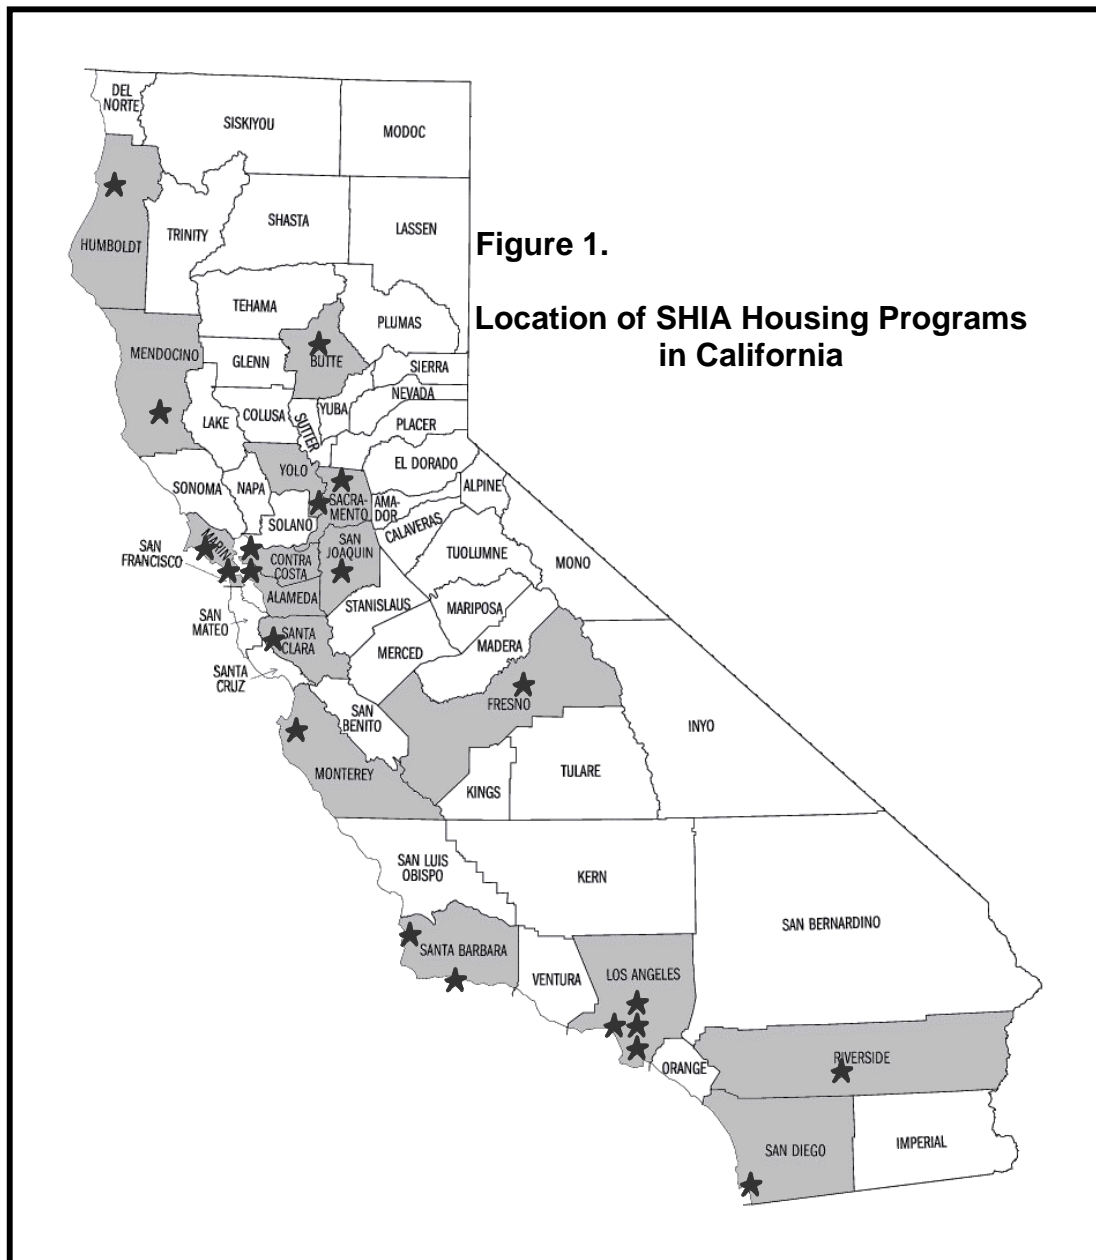 DEL
NORTE
SISKIYOU
MODOC
HUMBOLDT
TRINITY
SHASTA
LASSEN
Figure 1.
Location of SHIA Housing Programs
in California
TEHAMA
PLUMAS
MENDOCINO
GLENN
BUTTE
SIERRA
NEVADA
LAKE
COLUSA
SUTTER
YUBA
PLACER
YOLO
EL DORADO
SONOMA
NAPA
SACRA-
MENTO
AMA-
DOR
ALPINE
SOLANO
CALAVERAS
MARIN
SAN
FRANCISCO
CONTRA
COSTA
SAN
JOAQUIN
TUOLUMNE
MONO
ALAMEDA
STANISLAUS
MARIPOSA
SAN
MATEO
SANTA
CLARA
MERCED
MADERA
SANTA
CRUZ
SAN
BENITO
FRESNO
INYO
MONTEREY
KINGS
TULARE
SAN LUIS
OBISPO
KERN
SAN BERNARDINO
SANTA BARBARA
VENTURA
LOS ANGELES
ORANGE
RIVERSIDE
SAN DIEGO
IMPERIAL